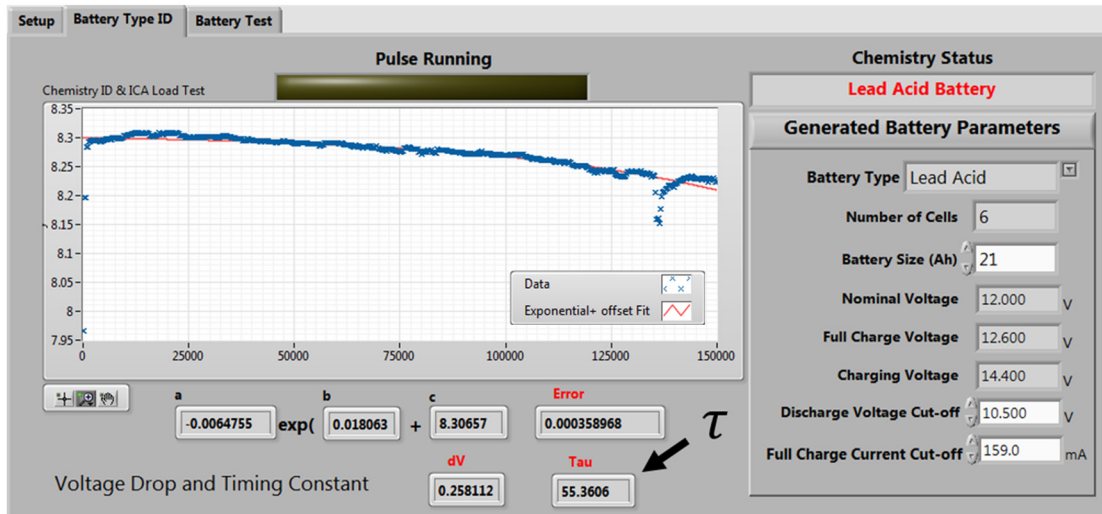 Setup
Battery Type ID
Battery Test
Pulse Running
Chemistry ID & ICA Load Test
8.35
8.3
8.25
8.2
8.15
8.1
8.05
8
7.95
0
25000
50000
75000
100000
125000
150000
Data
Exponential+ offset Fit
a
b
c
Error
-0.0064755 exp( 0.018063 + 8.30657
0.000358968
τ
dV
Tau
Voltage Drop and Timing Constant
0.258112
55.3606
Chemistry Status
Lead Acid Battery
Generated Battery Parameters
Battery Type Lead Acid
Number of Cells 6
Battery Size (Ah) 21
Nominal Voltage 12.000 V
Full Charge Voltage 12.600 V
Charging Voltage 14.400 V
Discharge Voltage Cut-off 10.500 V
Full Charge Current Cut-off 159.0 mA